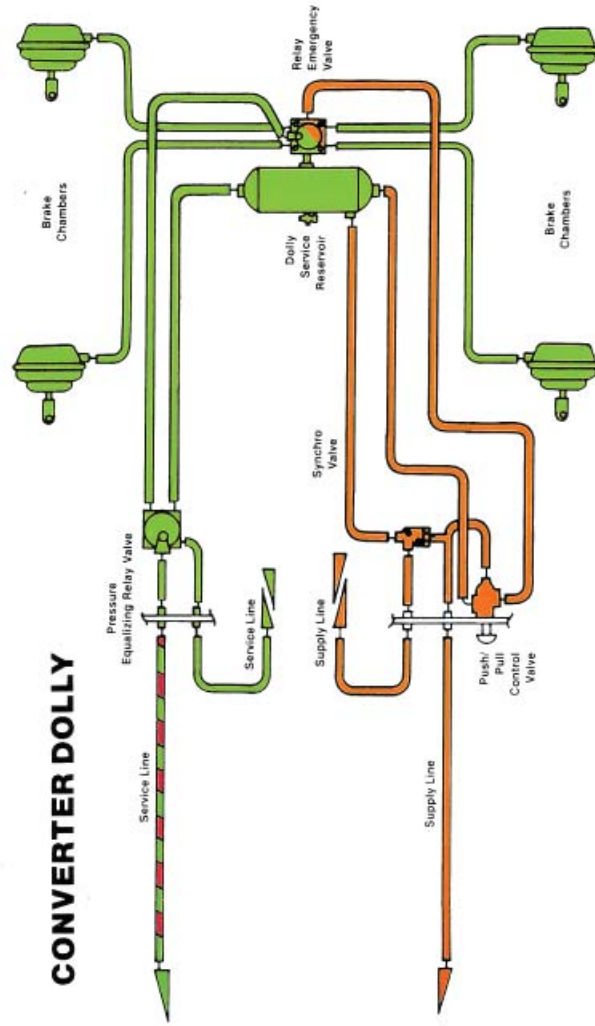 CONVERTER DOLLY
Service Line
Pressure
Equalizing Relay Valve
Service Line
Supply Line
Supply Line
Push/
Pull
Control
Valve
Synchro
Valve
Dolly
Service
Reservoir
Relay
Emergency
Valve
Brake
Chambers
Brake
Chambers